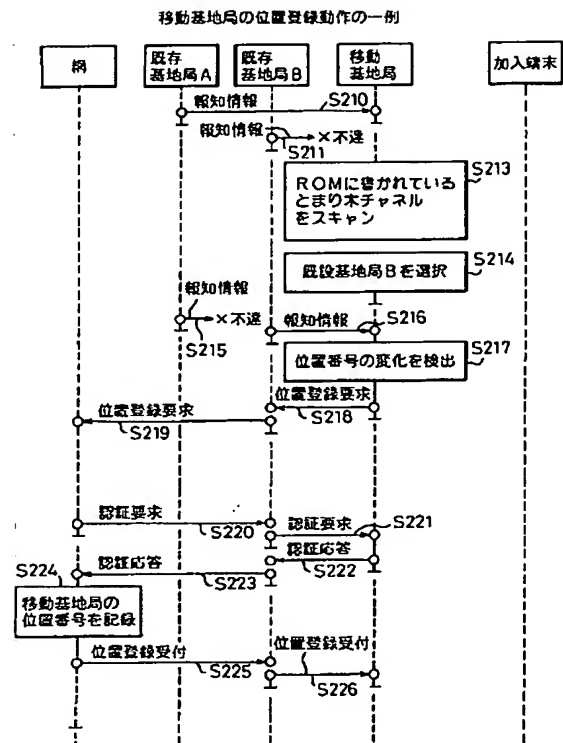 移動基地局の位置登録動作の一例
網
既存
基地局A
既存
基地局B
移動
基地局
加入端末
報知情報
S210
報知情報
×不達
S211
S213
ROMに書かれている
とまり木チャネル
をスキャン
S214
既設基地局Bを選択
報知情報
×不達
S215
報知情報
S216
S217
位置番号の変化を検出
位置登録要求
S218
位置登録要求
S219
認証要求
S220
認証要求
S221
認証応答
S222
認証応答
S223
S224
移動基地局の
位置番号を記録
位置登録受付
S225
位置登録受付
S226